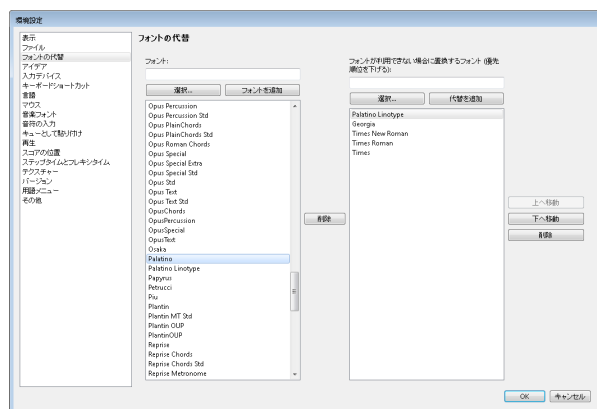 環境設定
表示
ファイル
フォントの代替
アイデア
入力デバイス
キーボードショートカット
言語
マウス
音楽フォント
音符の入力
キューとして貼り付け
再生
スコアの位置
ステップタイムとフレキシタイム
テクスチャー
バージョン
用語メニュー
その他
フォントの代替
フォント:
選択...
フォントを追加
Opus Percussion
Opus Percussion Std
Opus PlainChords
Opus PlainChords Std
Opus Roman Chords
Opus Special
Opus Special Extra
Opus Special Std
Opus Std
Opus Text
Opus Text Std
OpusChords
OpusPercussion
OpusSpecial
OpusText
Osaka
Palatino
Palatino Linotype
Papyrus
Petrucci
Piu
Plantin
Plantin MT Std
Plantin OUP
PlantinOUP
Reprise
Reprise Chords
Reprise Chords Std
Reprise Metronome
削除
フォントが利用できない場合に置換するフォント (優先
順位を下げる):
選択...
代替を追加
Palatino Linotype
Georgia
Times New Roman
Times Roman
Times
上へ移動
下へ移動
削除
OK
キャンセル